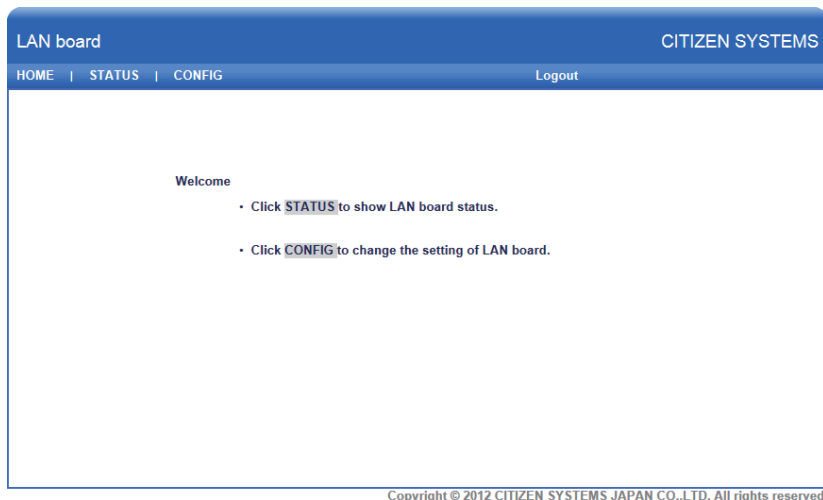 LAN board CITIZEN SYSTEMS
HOME | STATUS | CONFIG Logout
Welcome
• Click STATUS to show LAN board status.
• Click CONFIG to change the setting of LAN board.
Copyright © 2012 CITIZEN SYSTEMS JAPAN CO.,LTD. All rights reserved